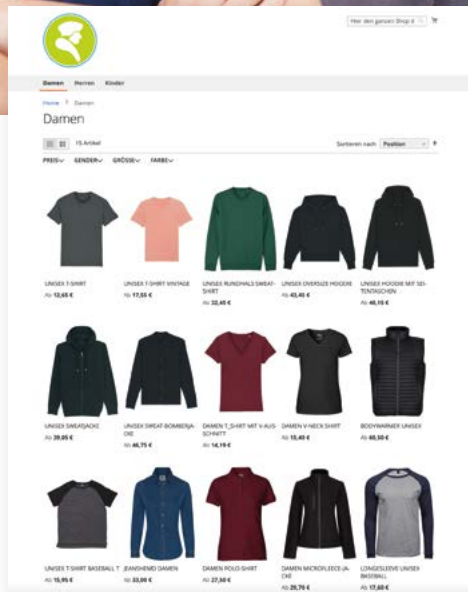 Hier den ganzen Shop d
Damen Herren Kinder
Home > Damen
Damen
15 Artikel
Sortieren nach Position
PREIS GENDER GRÖSSE FARBE
UNISEX T-SHIRT
Ab 12,65 €
UNISEX T-SHIRT VINTAGE
Ab 17,55 €
UNISEX RUNDHALS SWEAT-
SHIRT
Ab 32,45 €
UNISEX OVERSIZE HOODIE
Ab 43,45 €
UNISEX HOODIE MIT SEI-
TENTASCHEN
Ab 40,15 €
UNISEX SWEATJACKE
Ab 39,05 €
UNISEX SWEAT-BOMBERJA-
CKE
Ab 46,75 €
DAMEN T_SHIRT MIT V-AUS-
SCHNITT
Ab 14,19 €
DAMEN V-NECK SHIRT
Ab 15,40 €
BODYWARMER UNISEX
Ab 60,50 €
UNISEX T-SHIRT BASEBALL T
Ab 15,95 €
JEANSHEMD DAMEN
Ab 33,00 €
DAMEN POLO-SHIRT
Ab 27,50 €
DAMEN MICROFLEECE-JA-
CKE
Ab 29,70 €
LONGESLEEVE UNISEX
BASEBALL
Ab 17,60 €